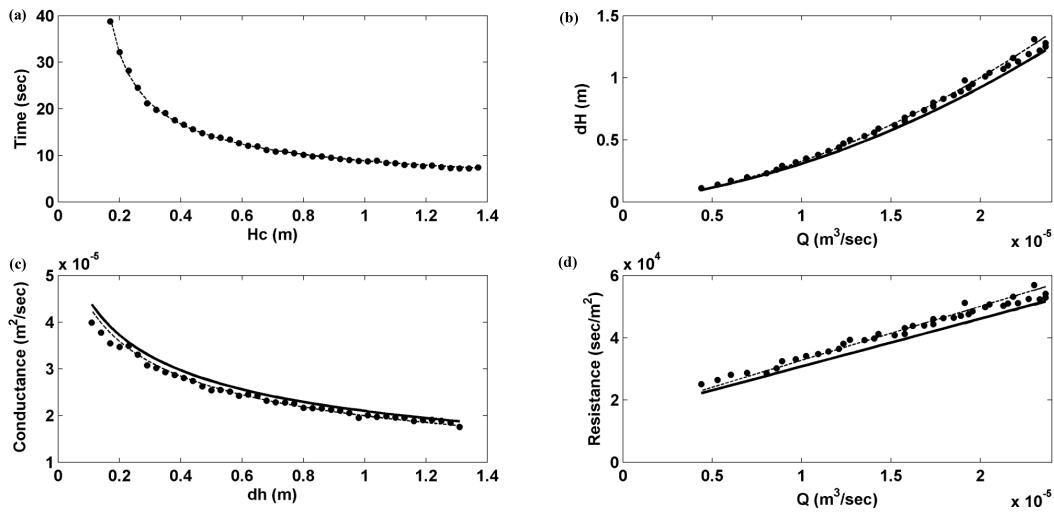 (a)
Time (sec)
40
30
20
10
0
0 0.2 0.4 0.6 0.8 1 1.2 1.4
Hc (m)
(b)
dH (m)
1.5
1
0.5
0
0 0.5 1 1.5 2
Q (m³/sec)
x 10⁻⁵
(c)
x 10⁻⁵
Conductance (m²/sec)
5
4
3
2
1
0 0.2 0.4 0.6 0.8 1 1.2 1.4
dh (m)
(d)
x 10⁴
Resistance (sec/m²)
6
4
2
0
0 0.5 1 1.5 2
Q (m³/sec)
x 10⁻⁵